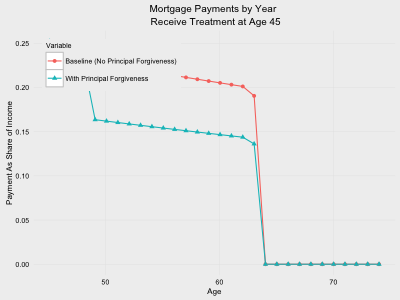 Mortgage Payments by Year
Receive Treatment at Age 45
Payment As Share of Income
0.25
0.20
0.15
0.10
0.05
0.00
Variable
Baseline (No Principal Forgiveness)
With Principal Forgiveness
50
60
70
Age